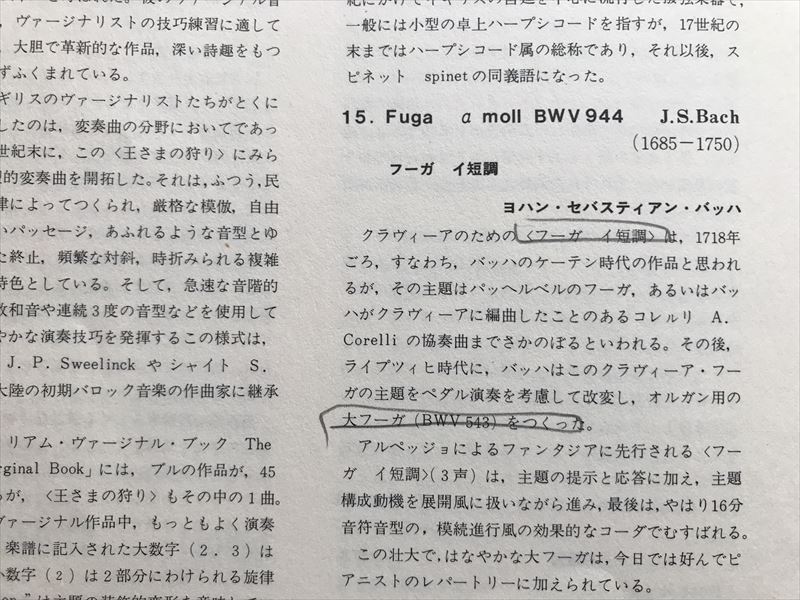 ヴァージナリストの技巧練習に適して
大胆で革新的な作品，深い詩趣をもつ
ずふくまれている。
ギリスのヴァージナリストたちがとくに
したのは，変奏曲の分野においてであっ
世紀末に，この〈王さまの狩り〉にみら
的変奏曲を開拓した。それは，ふつう，民
律によってつくられ，厳格な模倣，自由
いパッセージ，あふれるような音型とゆ
た終止，頻繁な対斜，時折みられる複雑
特色としている。そして，急速な音階的
和音や連続3度の音型などを使用して
やかな演奏技巧を発揮するこの様式は，
J．P．Sweelinck やシャイト S．
大陸の初期バロック音楽の作曲家に継承
リアム・ヴァージナル・ブック The
rginal Book」には，ブルの作品が，45
が，〈王さまの狩り〉もその中の1曲。
ヴァージナル作品中，もっともよく演奏
楽譜に記入された大数字（2．3）は
小数字（2）は2部分にわけられる旋律
一般には小型の卓上ハープシコードを指すが，17世紀の
末まではハープシコード属の総称であり，それ以後，ス
ピネット spinetの同義語になった。
15. Fuga a moll BWV 944 J.S.Bach
(1685－1750)
フーガ イ短調
ヨハン・セバスティアン・バッハ
クラヴィーアのための〈フーガ イ短調〉は，1718年
ごろ，すなわち，バッハのケーテン時代の作品と思われ
るが，その主題はパッヘルベルのフーガ，あるいはバッ
ハがクラヴィーアに編曲したことのあるコレルリ A．
Corelli の協奏曲までさかのぼるといわれる。その後，
ライプツィヒ時代に，バッハはこのクラヴィーア・フー
ガの主題をペダル演奏を考慮して改変し，オルガン用の
大フーガ（BWV 543）をつくった。
アルペッジョによるファンタジアに先行される〈フー
ガ イ短調〉(3声）は，主題の提示と応答に加え，主題
構成動機を展開風に扱いながら進み，最後は，やはり16分
音符音型の，模続進行風の効果的なコーダでむすばれる。
この壮大で，はなやかな大フーガは，今日では好んでピ
アニストのレパートリーに加えられている。